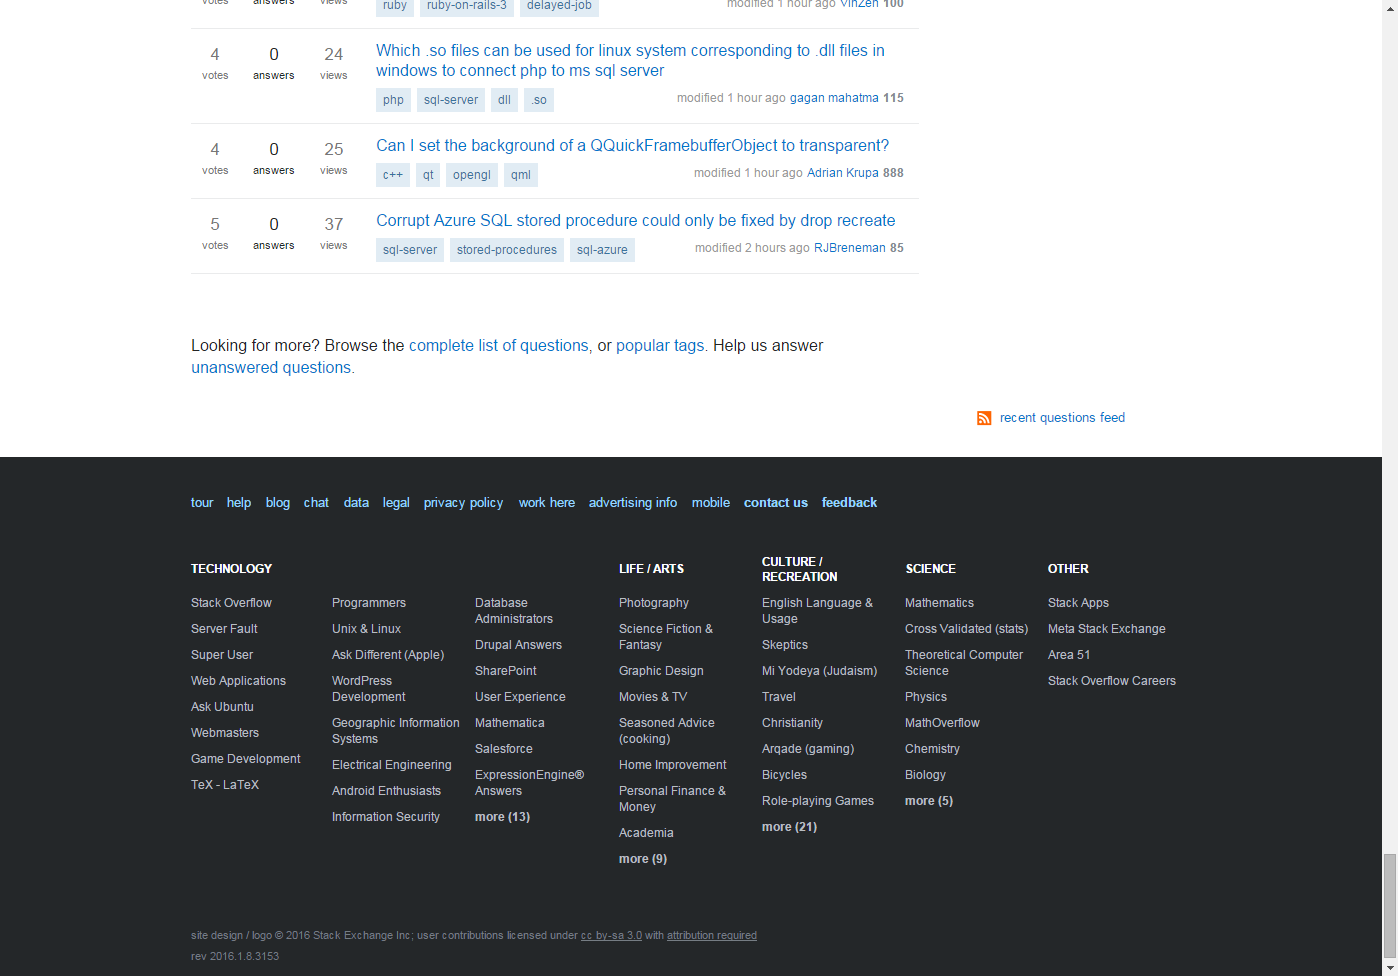 votes answers views ruby ruby-on-rails-3 delayed-job modified 1 hour ago VinZen 100
4 0 24 Which .so files can be used for linux system corresponding to .dll files in
votes answers views windows to connect php to ms sql server
php sql-server dll .so modified 1 hour ago gagan mahatma 115
4 0 25 Can I set the background of a QQuickFramebufferObject to transparent?
votes answers views c++ qt opengl qml modified 1 hour ago Adrian Krupa 888
5 0 37 Corrupt Azure SQL stored procedure could only be fixed by drop recreate
votes answers views sql-server stored-procedures sql-azure modified 2 hours ago RJBreneman 85
Looking for more? Browse the complete list of questions, or popular tags. Help us answer
unanswered questions.
recent questions feed
tour help blog chat data legal privacy policy work here advertising info mobile contact us feedback
TECHNOLOGY
Stack Overflow
Server Fault
Super User
Web Applications
Ask Ubuntu
Webmasters
Game Development
TeX - LaTeX
Programmers
Unix & Linux
Ask Different (Apple)
WordPress
Development
Geographic Information
Systems
Electrical Engineering
Android Enthusiasts
Information Security
Database
Administrators
Drupal Answers
SharePoint
User Experience
Mathematica
Salesforce
ExpressionEngine®
Answers
more (13)
LIFE / ARTS
Photography
Science Fiction &
Fantasy
Graphic Design
Movies & TV
Seasoned Advice
(cooking)
Home Improvement
Personal Finance &
Money
Academia
more (9)
CULTURE /
RECREATION
English Language &
Usage
Skeptics
Mi Yodeya (Judaism)
Travel
Christianity
Arqade (gaming)
Bicycles
Role-playing Games
more (21)
SCIENCE
Mathematics
Cross Validated (stats)
Theoretical Computer
Science
Physics
MathOverflow
Chemistry
Biology
more (5)
OTHER
Stack Apps
Meta Stack Exchange
Area 51
Stack Overflow Careers
site design / logo © 2016 Stack Exchange Inc; user contributions licensed under cc by-sa 3.0 with attribution required
rev 2016.1.8.3153